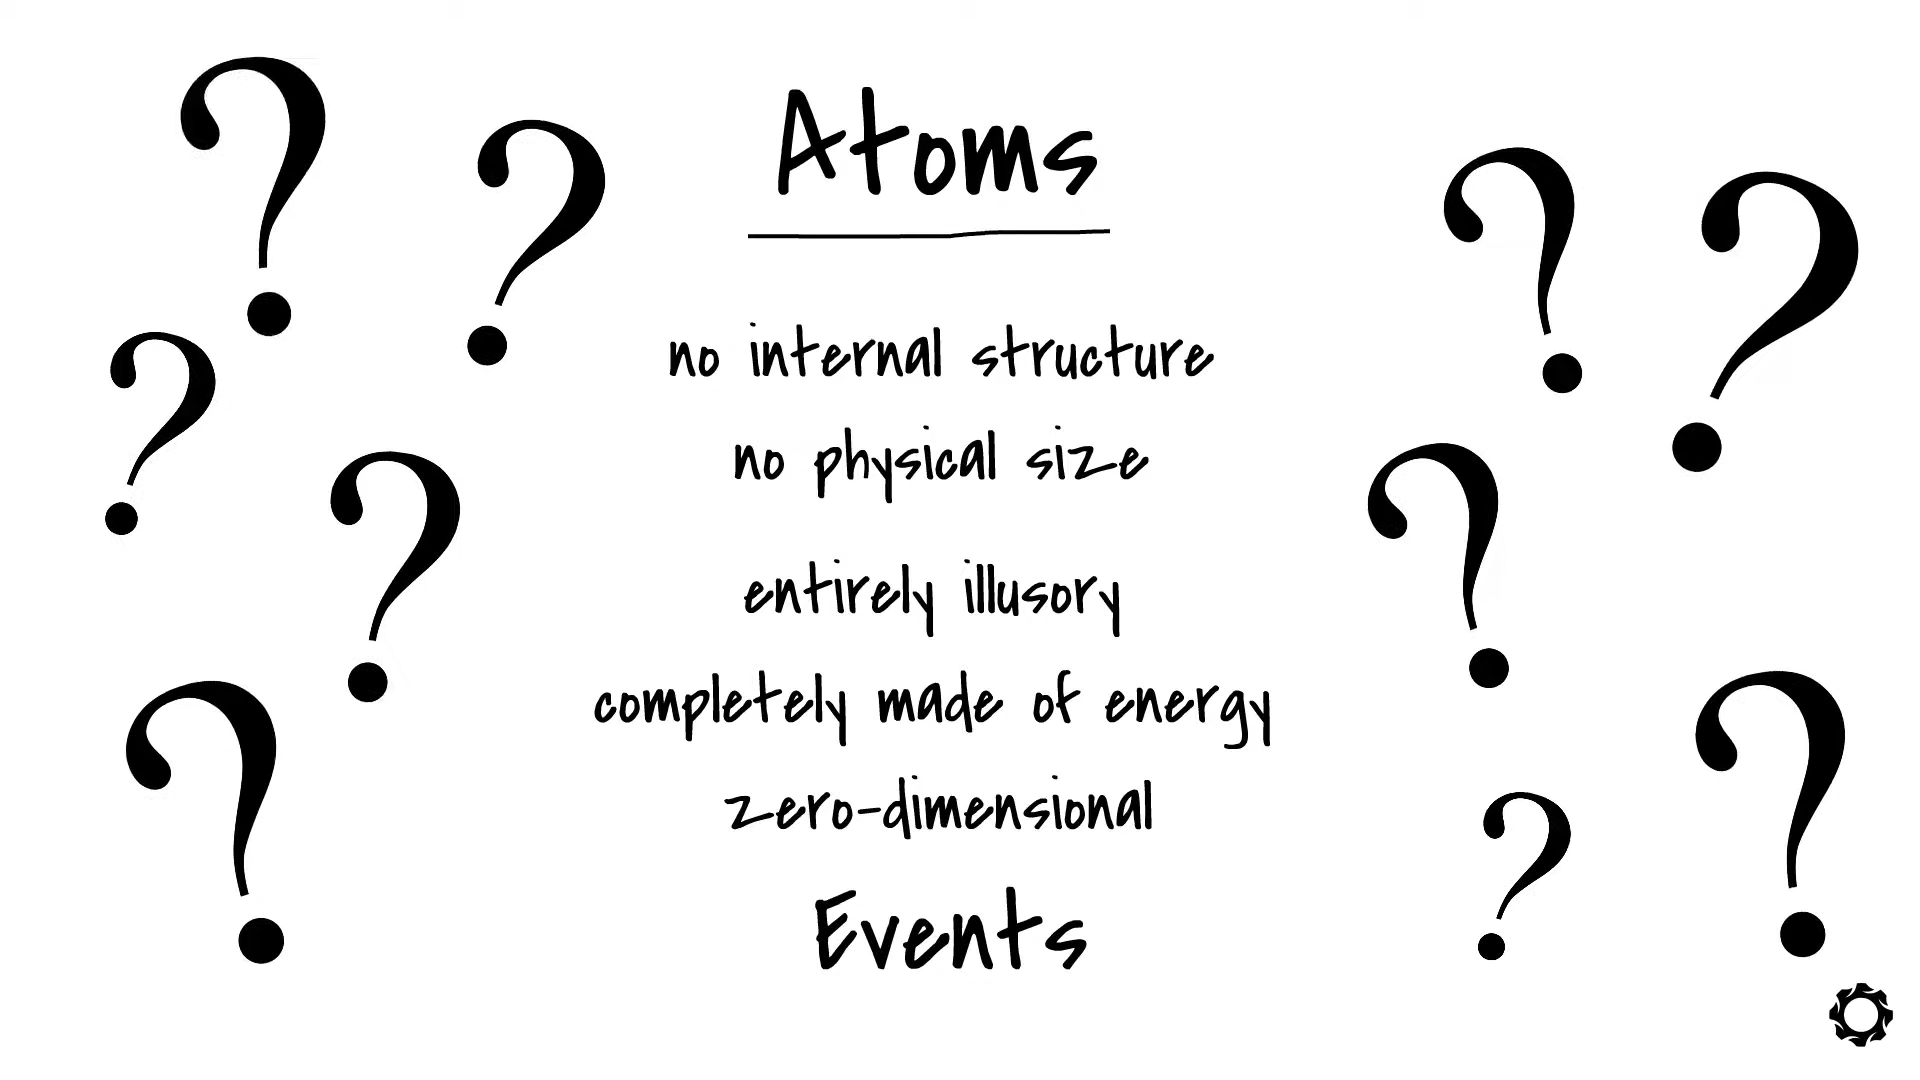 Atoms
no internal structure
no physical size
entirely illusory
completely made of energy
zero-dimensional
Events
? ? ? ? ? ? ? ? ? ?